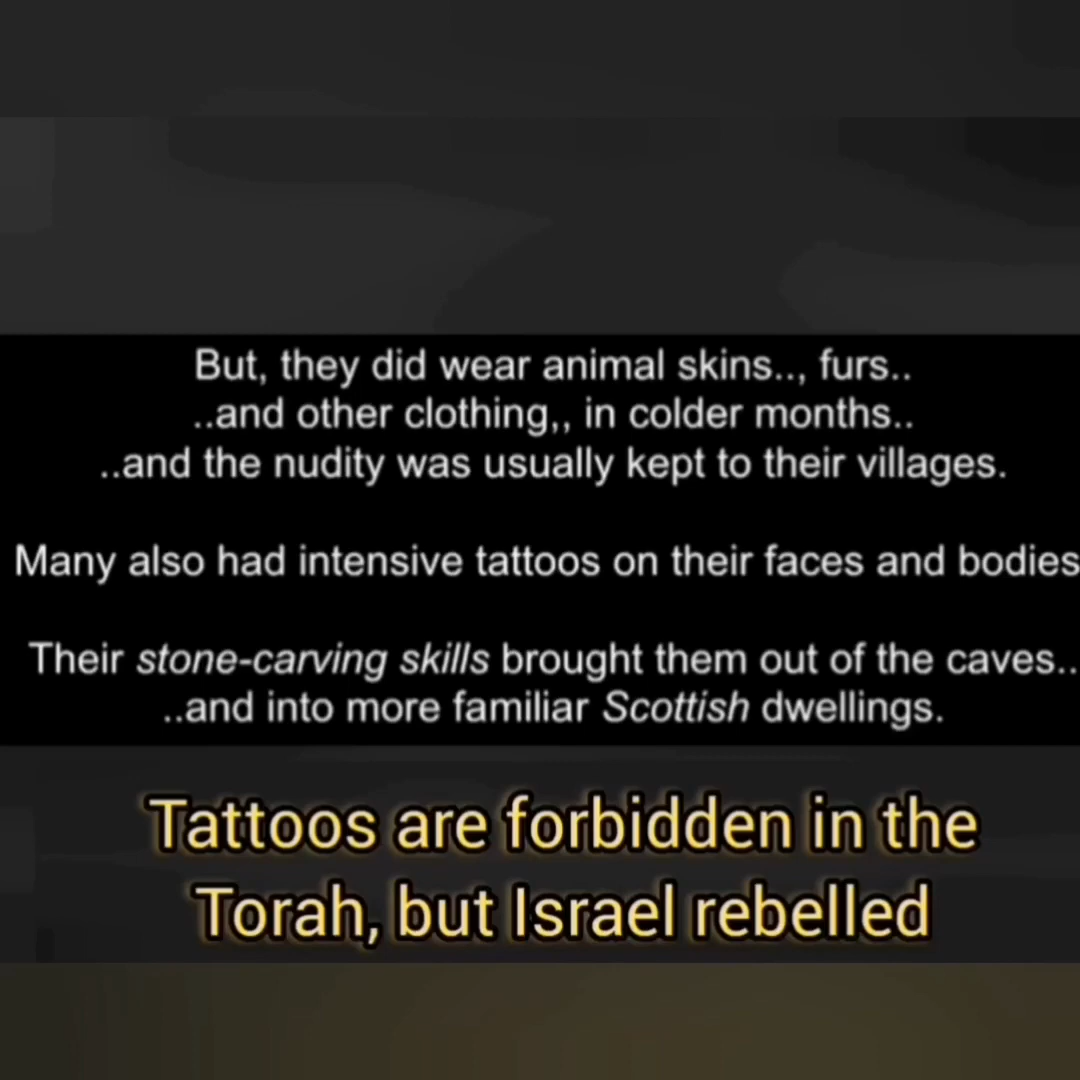 But, they did wear animal skins.., furs..
..and other clothing,, in colder months..
..and the nudity was usually kept to their villages.
Many also had intensive tattoos on their faces and bodies
Their stone-carving skills brought them out of the caves..
..and into more familiar Scottish dwellings.
Tattoos are forbidden in the
Torah, but Israel rebelled